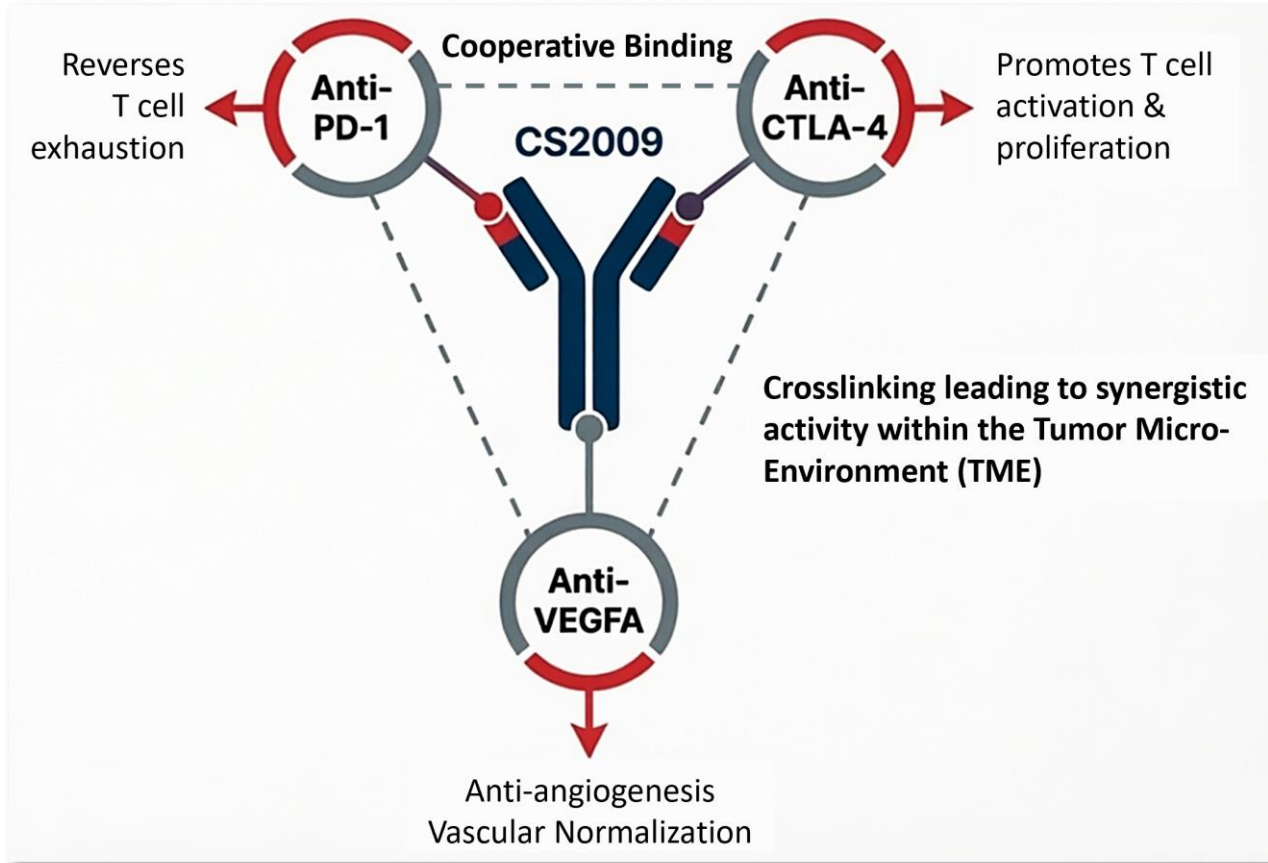 Reverses
T cell
exhaustion
Anti-
PD-1
Cooperative Binding
CS2009
Anti-
CTLA-4
Promotes T cell
activation &
proliferation
Crosslinking leading to synergistic
activity within the Tumor Micro-
Environment (TME)
Anti-
VEGFA
Anti-angiogenesis
Vascular Normalization